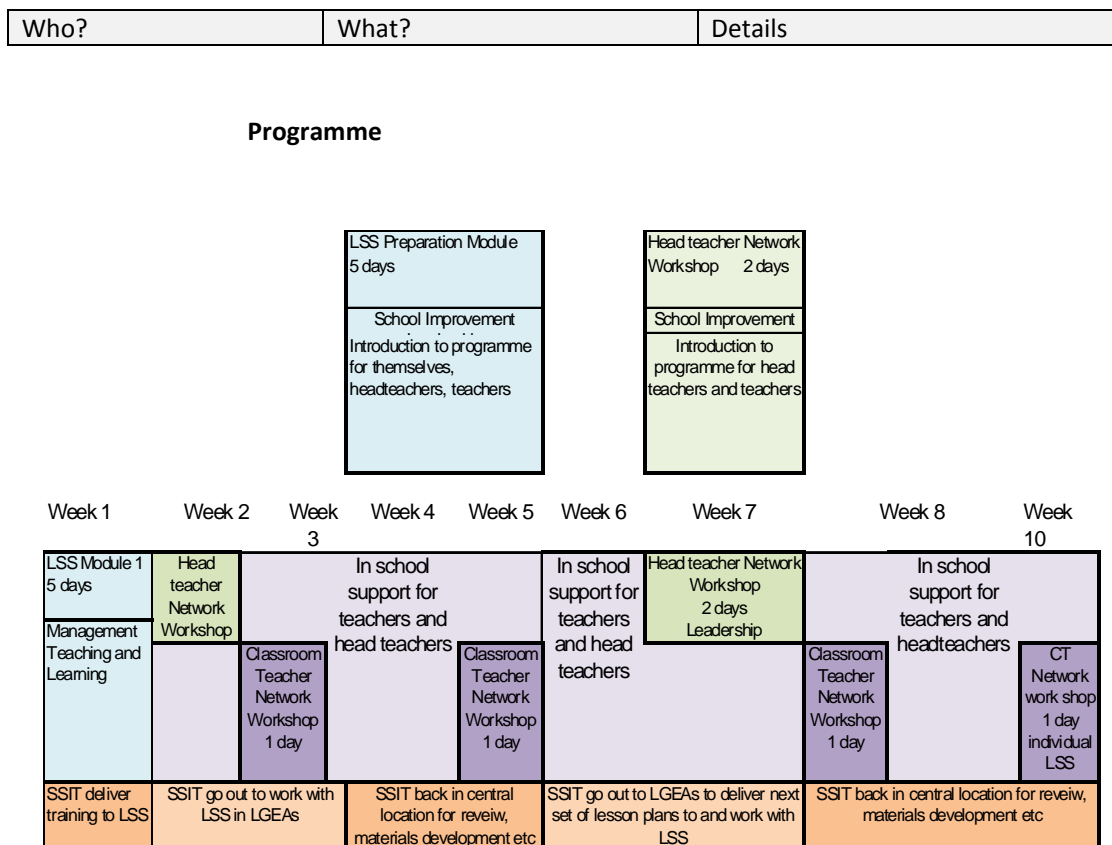 Who? What? Details
Programme
LSS Preparation Module
5 days
School Improvement
Introduction to programme
for themselves,
headteachers, teachers
Head teacher Network
Workshop 2 days
School Improvement
Introduction to
programme for head
teachers and teachers
Week 1 Week 2 Week 3 Week 4 Week 5 Week 6 Week 7 Week 8 Week 10
LSS Module 1
5 days
Management
Teaching and
Learning
Head
teacher
Network
Workshop
Classroom
Teacher
Network
Workshop
1 day
In school
support for
teachers and
head teachers
Classroom
Teacher
Network
Workshop
1 day
In school
support for
teachers
and head
teachers
Head teacher Network
Workshop
2 days
Leadership
Classroom
Teacher
Network
Workshop
1 day
In school
support for
teachers and
headteachers
CT
Network
work shop
1 day
individual
LSS
SSIT deliver
training to LSS
SSIT go out to work with
LSS in LGEAs
SSIT back in central
location for reveiw,
materials development etc
SSIT go out to LGEAs to deliver next
set of lesson plans to and work with
LSS
SSIT back in central location for reveiw,
materials development etc